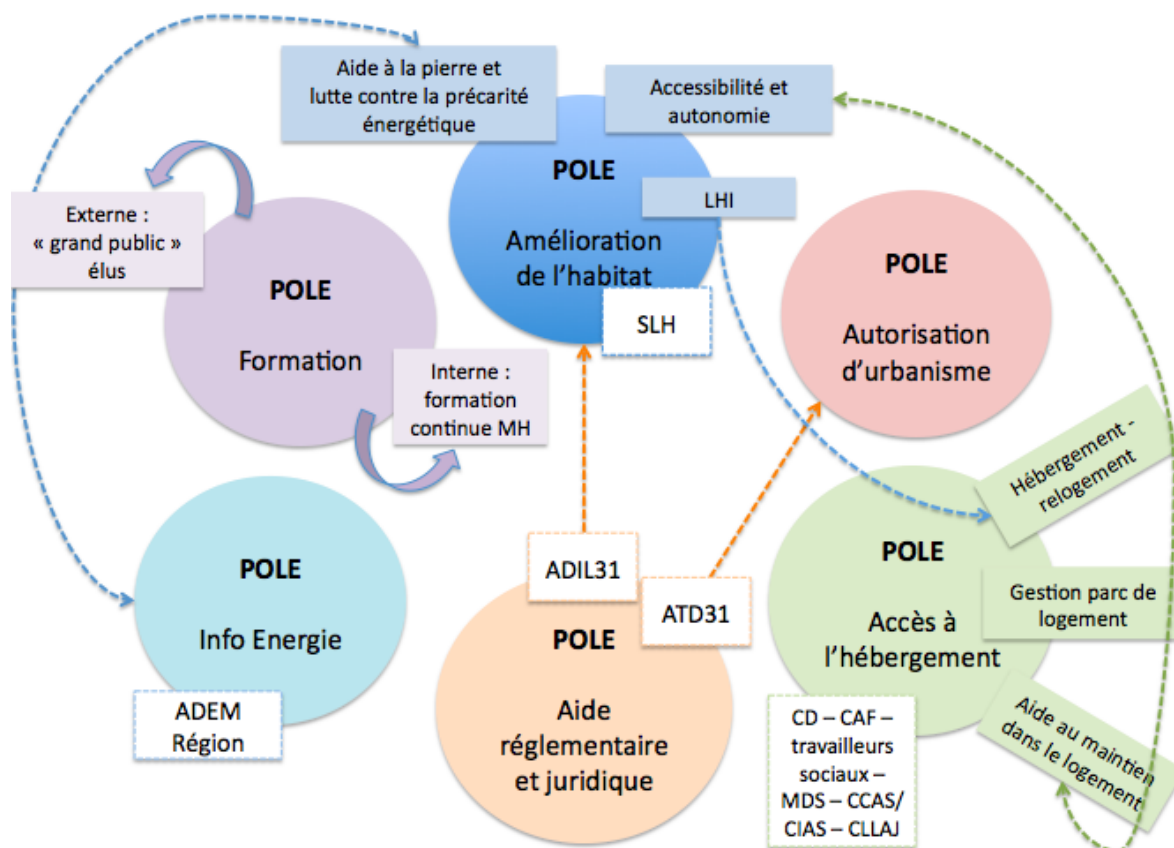 Aide à la pierre et
lutte contre la précarité
énergétique
Accessibilité et
autonomie
POLE
Amélioration
de l'habitat
LHI
SLH
Externe :
« grand public »
élus
POLE
Formation
Interne :
formation
continue MH
POLE
Autorisation
d'urbanisme
Hébergement -
relogement
POLE
Info Energie
ADEM
Région
ADIL31
ATD31
POLE
Aide
réglementaire
et juridique
POLE
Accès à
l'hébergement
Gestion parc de
logement
Aide au maintien
dans le logement
CD – CAF –
travailleurs
sociaux –
MDS – CCAS/
CIAS – CLLAJ